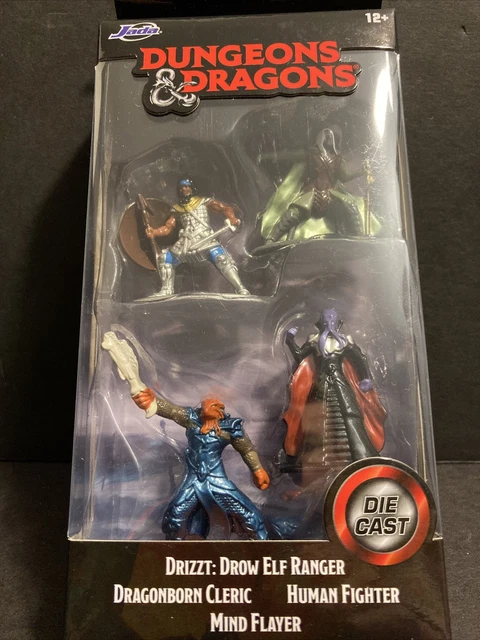 Jada
12+
DUNGEONS
& DRAGONS
DIE
CAST
DRIZZT: DROW ELF RANGER
DRAGONBORN CLERIC HUMAN FIGHTER
MIND FLAYER